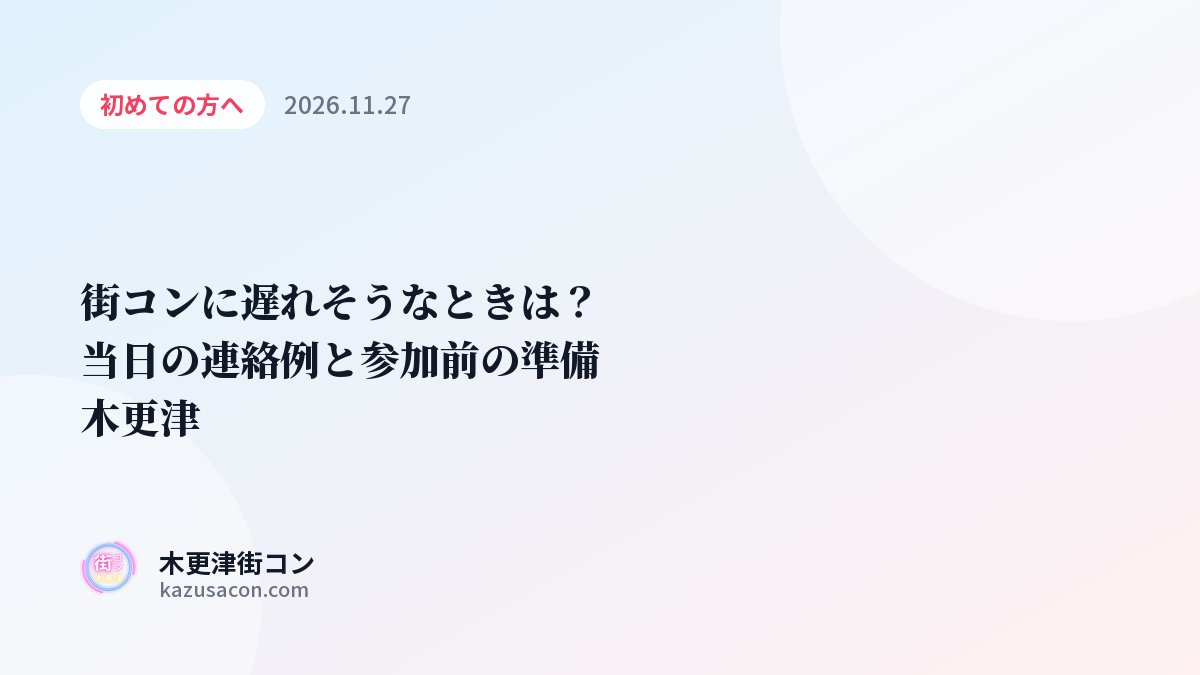 初めての方へ 2026.11.27
街コンに遅れそうなときは？
当日の連絡例と参加前の準備
木更津
街
木更津街コン
kazusacon.com